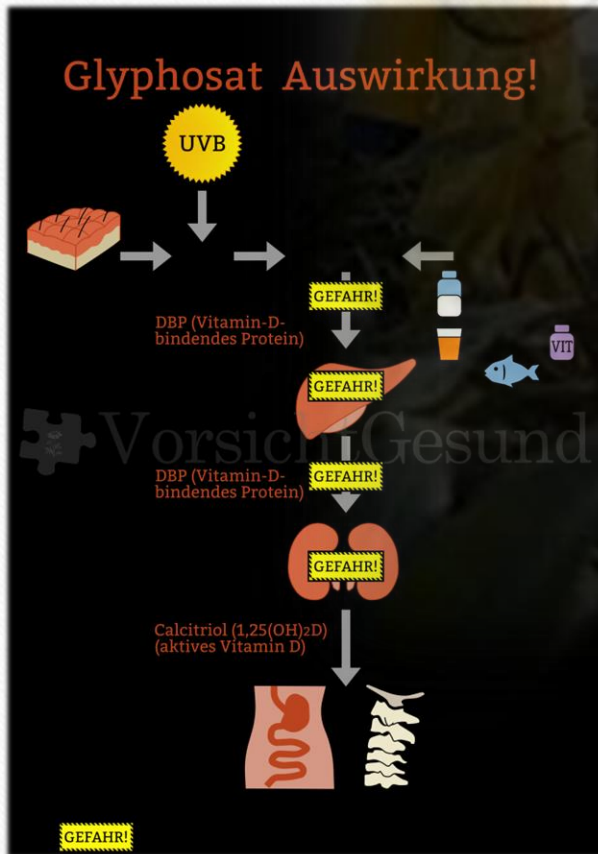 Glyphosat Auswirkung!
UVB
GEFAHR!
DBP (Vitamin-D-
bindendes Protein)
VIT
GEFAHR!
VorsichtGesund
DBP (Vitamin-D-
bindendes Protein)
GEFAHR!
GEFAHR!
Calcitriol (1,25(OH)2D)
(aktives Vitamin D)
GEFAHR!